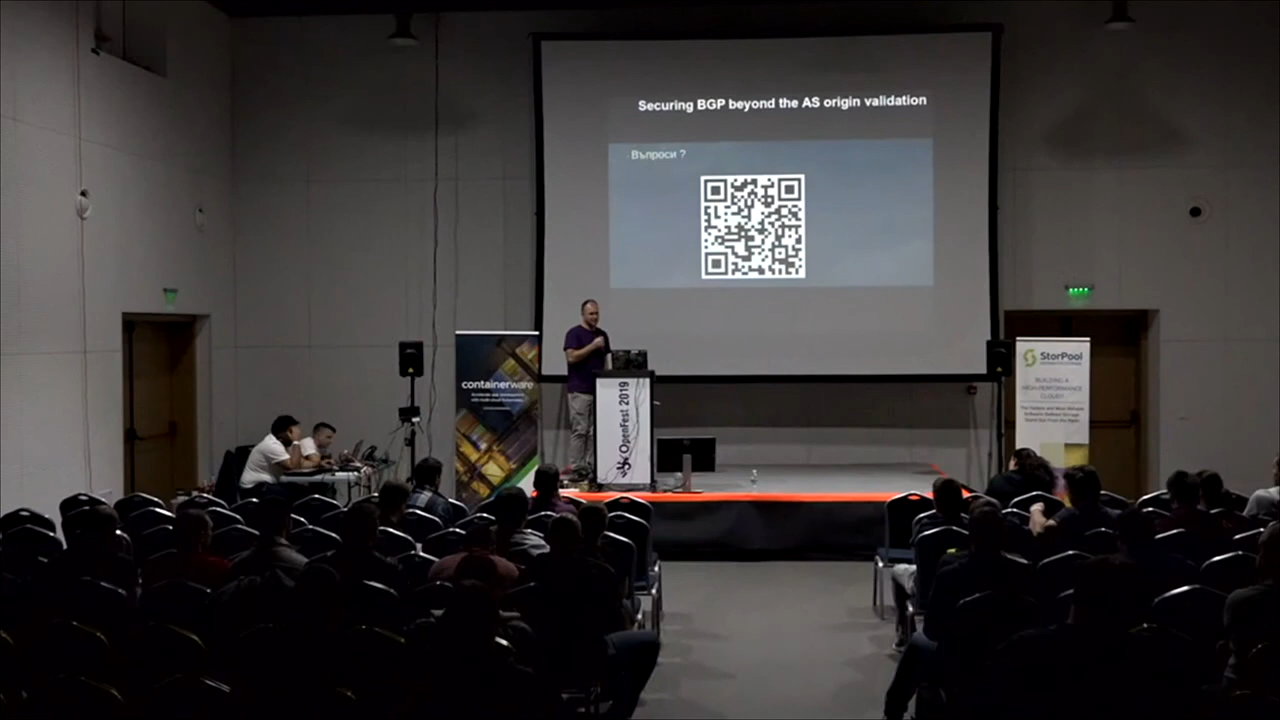 Securing BGP beyond the AS origin validation
Въпроси ?
containerware
OpenFest 2019
StorPool
BUILDING A
HIGH-PERFORMANCE
CLOUD?